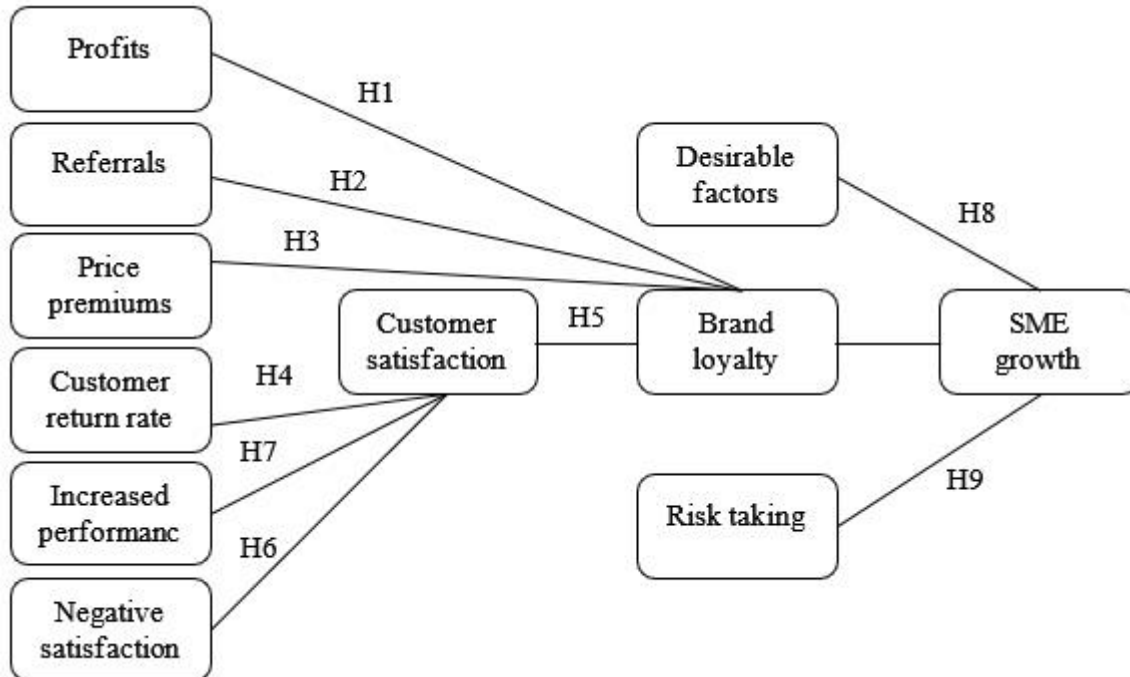 Profits
H1
Referrals
H2
Desirable
factors
H8
Price
premiums
H3
Customer
satisfaction
H5
Brand
loyalty
SME
growth
Customer
return rate
H4
H7
Increased
performanc
H6
Risk taking
H9
Negative
satisfaction